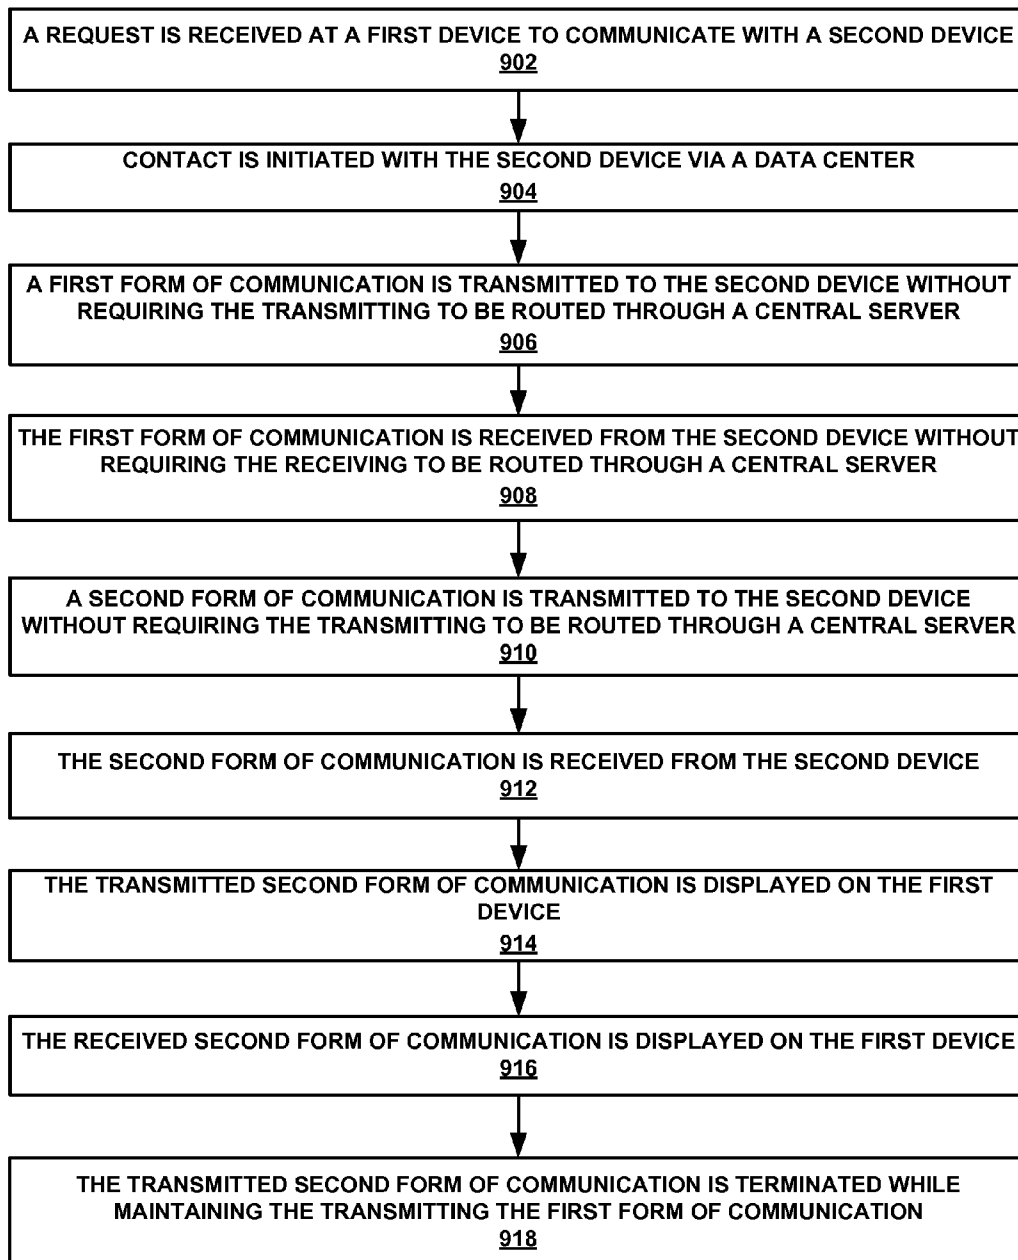 A REQUEST IS RECEIVED AT A FIRST DEVICE TO COMMUNICATE WITH A SECOND DEVICE
902
CONTACT IS INITIATED WITH THE SECOND DEVICE VIA A DATA CENTER
904
A FIRST FORM OF COMMUNICATION IS TRANSMITTED TO THE SECOND DEVICE WITHOUT
REQUIRING THE TRANSMITTING TO BE ROUTED THROUGH A CENTRAL SERVER
906
THE FIRST FORM OF COMMUNICATION IS RECEIVED FROM THE SECOND DEVICE WITHOUT
REQUIRING THE RECEIVING TO BE ROUTED THROUGH A CENTRAL SERVER
908
A SECOND FORM OF COMMUNICATION IS TRANSMITTED TO THE SECOND DEVICE
WITHOUT REQUIRING THE TRANSMITTING TO BE ROUTED THROUGH A CENTRAL SERVER
910
THE SECOND FORM OF COMMUNICATION IS RECEIVED FROM THE SECOND DEVICE
912
THE TRANSMITTED SECOND FORM OF COMMUNICATION IS DISPLAYED ON THE FIRST
DEVICE
914
THE RECEIVED SECOND FORM OF COMMUNICATION IS DISPLAYED ON THE FIRST DEVICE
916
THE TRANSMITTED SECOND FORM OF COMMUNICATION IS TERMINATED WHILE
MAINTAINING THE TRANSMITTING THE FIRST FORM OF COMMUNICATION
918